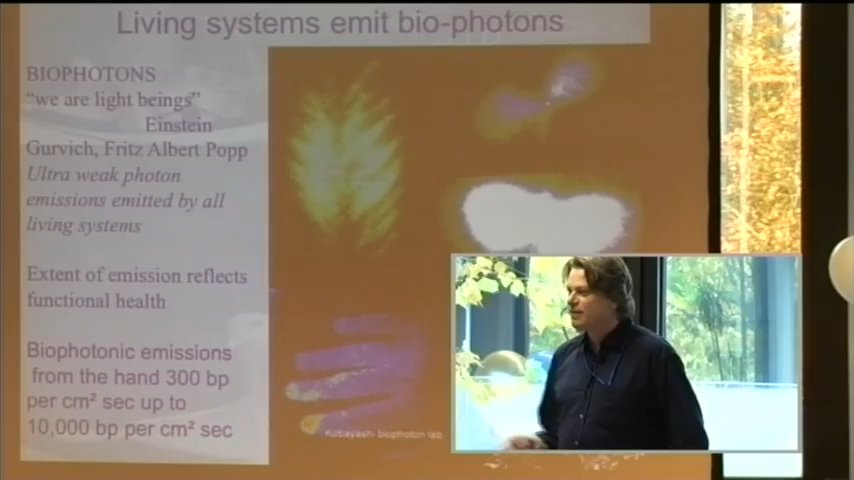 Living systems emit bio-photons
BIOPHOTONS
“we are light beings”
Einstein
Gurvich, Fritz Albert Popp
Ultra weak photon
emissions emitted by all
living systems
Extent of emission reflects
functional health
Biophotonic emissions
from the hand 300 bp
per cm² sec up to
10,000 bp per cm² sec
Kobayashi biophoton lab